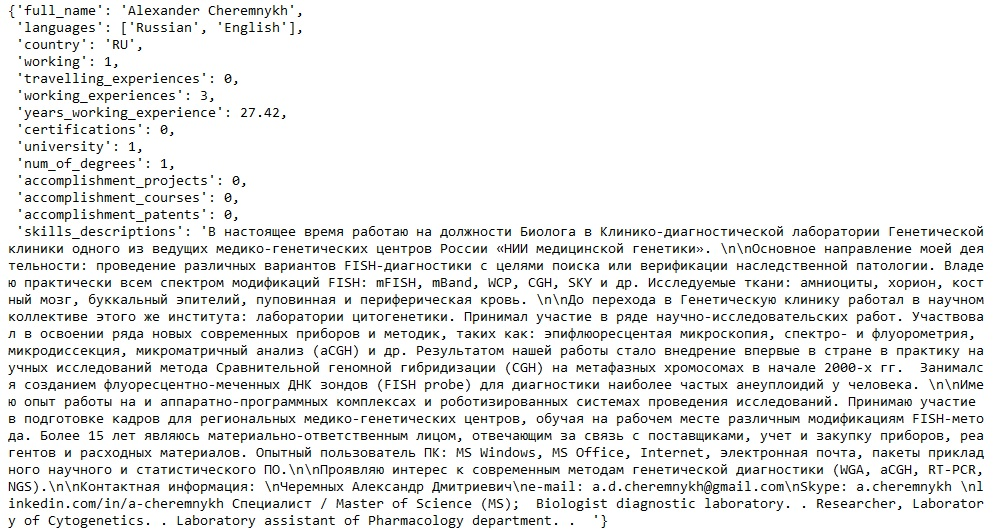 {'full_name': 'Alexander Cheremnykh',
'languages': ['Russian', 'English'],
'country': 'RU',
'working': 1,
'travelling_experiences': 0,
'working_experiences': 3,
'years_working_experience': 27.42,
'certifications': 0,
'university': 1,
'num_of_degrees': 1,
'accomplishment_projects': 0,
'accomplishment_courses': 0,
'accomplishment_patents': 0,
'skills_descriptions': 'В настоящее время работаю на должности Биолога в Клинико-диагностической лаборатории Генетической
клиники одного из ведущих медико-генетических центров России «НИИ медицинской генетики». \n\nОсновное направление моей дея
тельности: проведение различных вариантов FISH-диагностики с целями поиска или верификации наследственной патологии. Владе
ю практически всем спектром модификаций FISH: mFISH, mBand, WCP, CGH, SKY и др. Исследуемые ткани: амниоциты, хорион, кост
ный мозг, буккальный эпителий, пуповинная и периферическая кровь. \n\nДо перехода в Генетическую клинику работал в научном
коллективе этого же института: лаборатории цитогенетики. Принимал участие в ряде научно-исследовательских работ. Участвова
л в освоении ряда новых современных приборов и методик, таких как: эпифлюоресцентая микроскопия, спектро- и флуорометрия,
микродиссекция, микроматричный анализ (aCGH) и др. Результатом нашей работы стало внедрение впервые в стране в практику на
учных исследований метода Сравнительной геномной гибридизации (CGH) на метафазных хромосомах в начале 2000-х гг.  Занималс
я созданием флуоресцентно-меченных ДНК зондов (FISH probe) для диагностики наиболее частых анеуплоидий у человека. \n\nИме
ю опыт работы на и аппаратно-программных комплексах и роботизированных системах проведения исследований. Принимаю участие
в подготовке кадров для региональных медико-генетических центров, обучая на рабочем месте различным модификациям FISH-мето
да. Более 15 лет являюсь материально-ответственным лицом, отвечающим за связь с поставщиками, учет и закупку приборов, реа
гентов и расходных материалов. Опытный пользователь ПК: MS Windows, MS Office, Internet, электронная почта, пакеты приклад
ного научного и статистического ПО.\n\nПроявляю интерес к современным методам генетической диагностики (WGA, aCGH, RT-PCR,
NGS).\n\nКонтактная информация: \nЧеремных Александр Дмитриевич\ne-mail: a.d.cheremnykh@gmail.com\nSkype: a.cheremnykh \nl
inkedin.com/in/a-cheremnykh Специалист / Master of Science (MS);  Biologist diagnostic laboratory. . Researcher, Laborator
y of Cytogenetics. . Laboratory assistant of Pharmacology department. .  '}